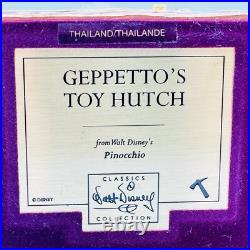 THAILAND/THAILANDE
GEPPETTO'S
TOY HUTCH
from Walt Disney's
Pinocchio
CLASSICS
Walt Disney
COLLECTION
© DISNEY